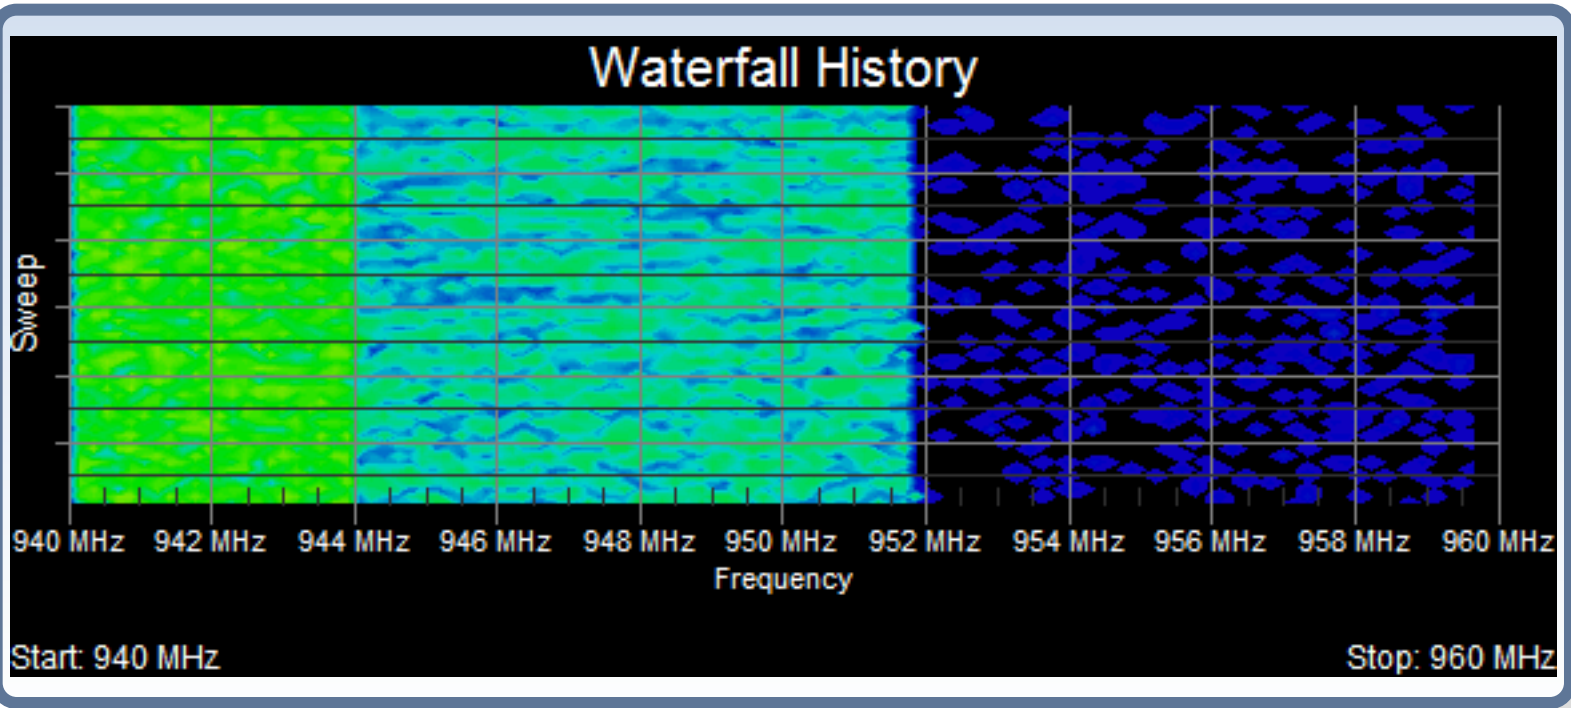 Waterfall History
Sweep
940 MHz 942 MHz 944 MHz 946 MHz 948 MHz 950 MHz 952 MHz 954 MHz 956 MHz 958 MHz 960 MHz
Frequency
Start: 940 MHz Stop: 960 MHz